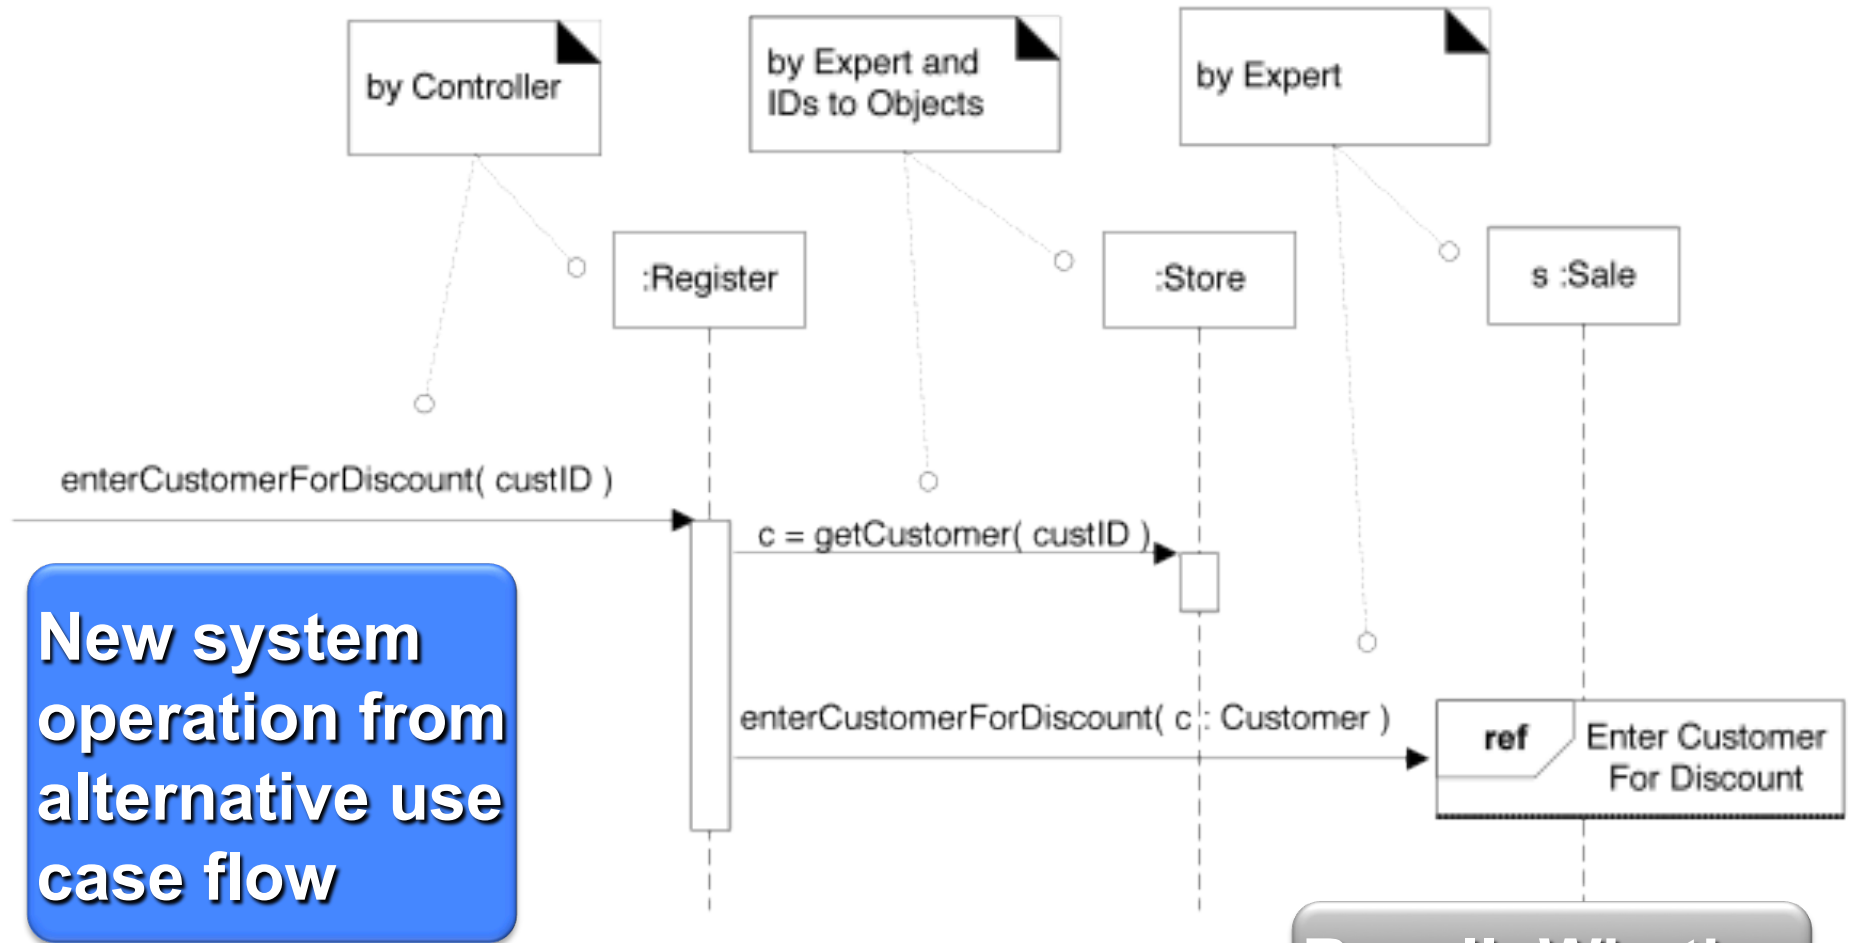 by Controller
by Expert and
IDs to Objects
by Expert
:Register
:Store
s :Sale
enterCustomerForDiscount( custID )
c = getCustomer( custID )
enterCustomerForDiscount( c : Customer )
ref
Enter Customer
For Discount
New system
operation from
alternative use
case flow